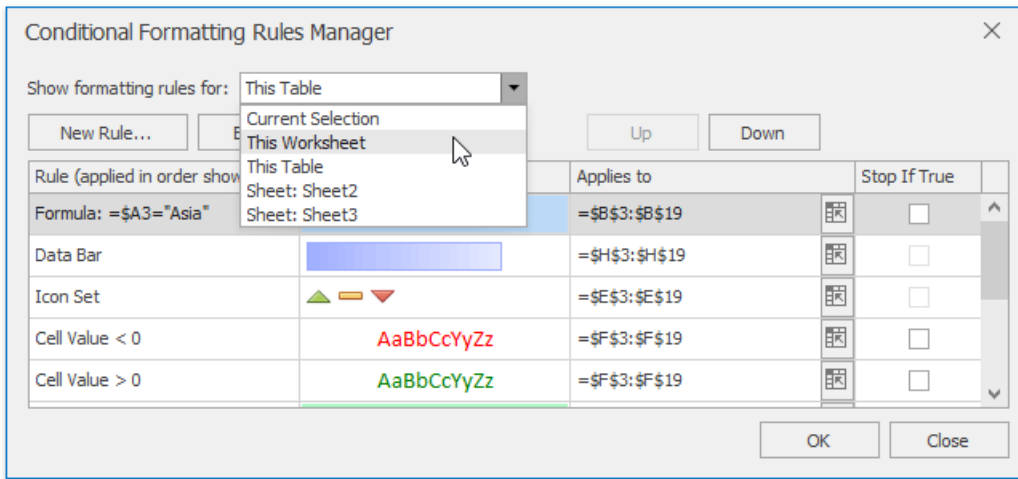 Conditional Formatting Rules Manager
Show formatting rules for: This Table
Current Selection
This Worksheet
This Table
Sheet: Sheet2
Sheet: Sheet3
New Rule... Up Down
Rule (applied in order show Applies to Stop If True
Formula: =$A3="Asia" =$B$3:$B$19
Data Bar =$H$3:$H$19
Icon Set =$E$3:$E$19
Cell Value < 0 AaBbCcYyZz =$F$3:$F$19
Cell Value > 0 AaBbCcYyZz =$F$3:$F$19
OK Close